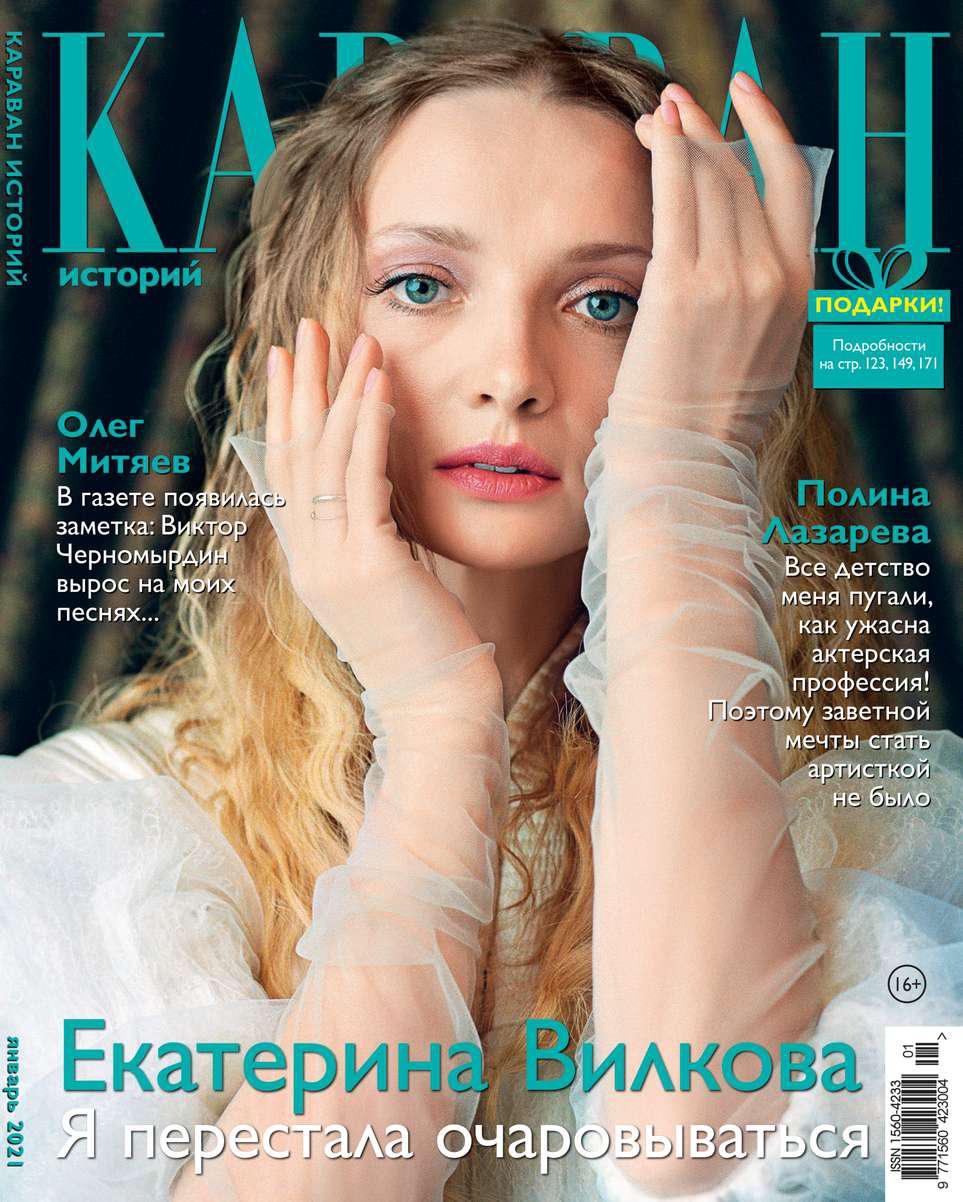 КАРАВАН ИСТОРИЙ
КАРАВАН
историй
ПОДАРКИ!
Подробности
на стр. 123, 149, 171
Олег
Митяев
В газете появилась
заметка: Виктор
Черномырдин
вырос на моих
песнях...
Полина
Лазарева
Все детство
меня пугали,
как ужасна
актерская
профессия!
Поэтому заветной
мечты стать
артисткой
не было
16+
Екатерина Вилкова
Я перестала очаровываться
январь 2021
ISSN 1560-4233
01
9 771560 423004 >